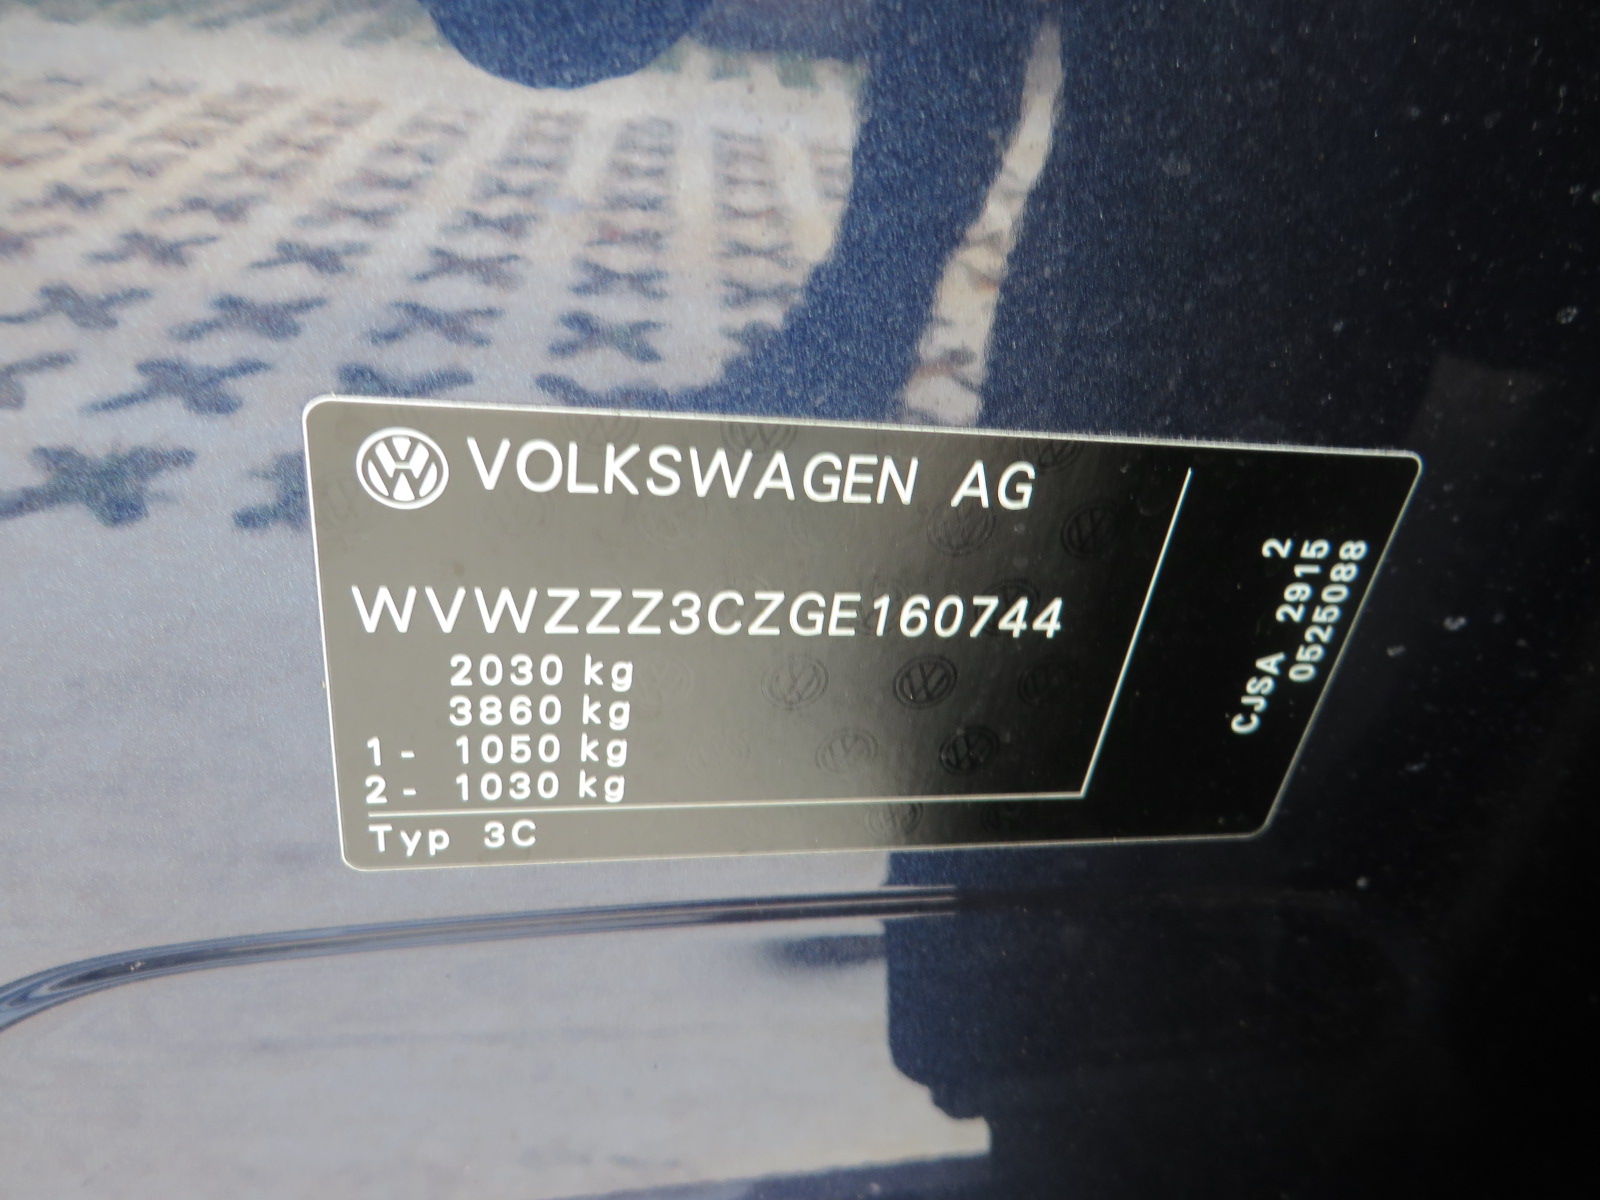 VOLKSWAGEN AG
WVWZZZ3CZGE160744
2030 kg
3860 kg
1 - 1050 kg
2 - 1030 kg
Typ 3C
CJSA 2915 2
0525088